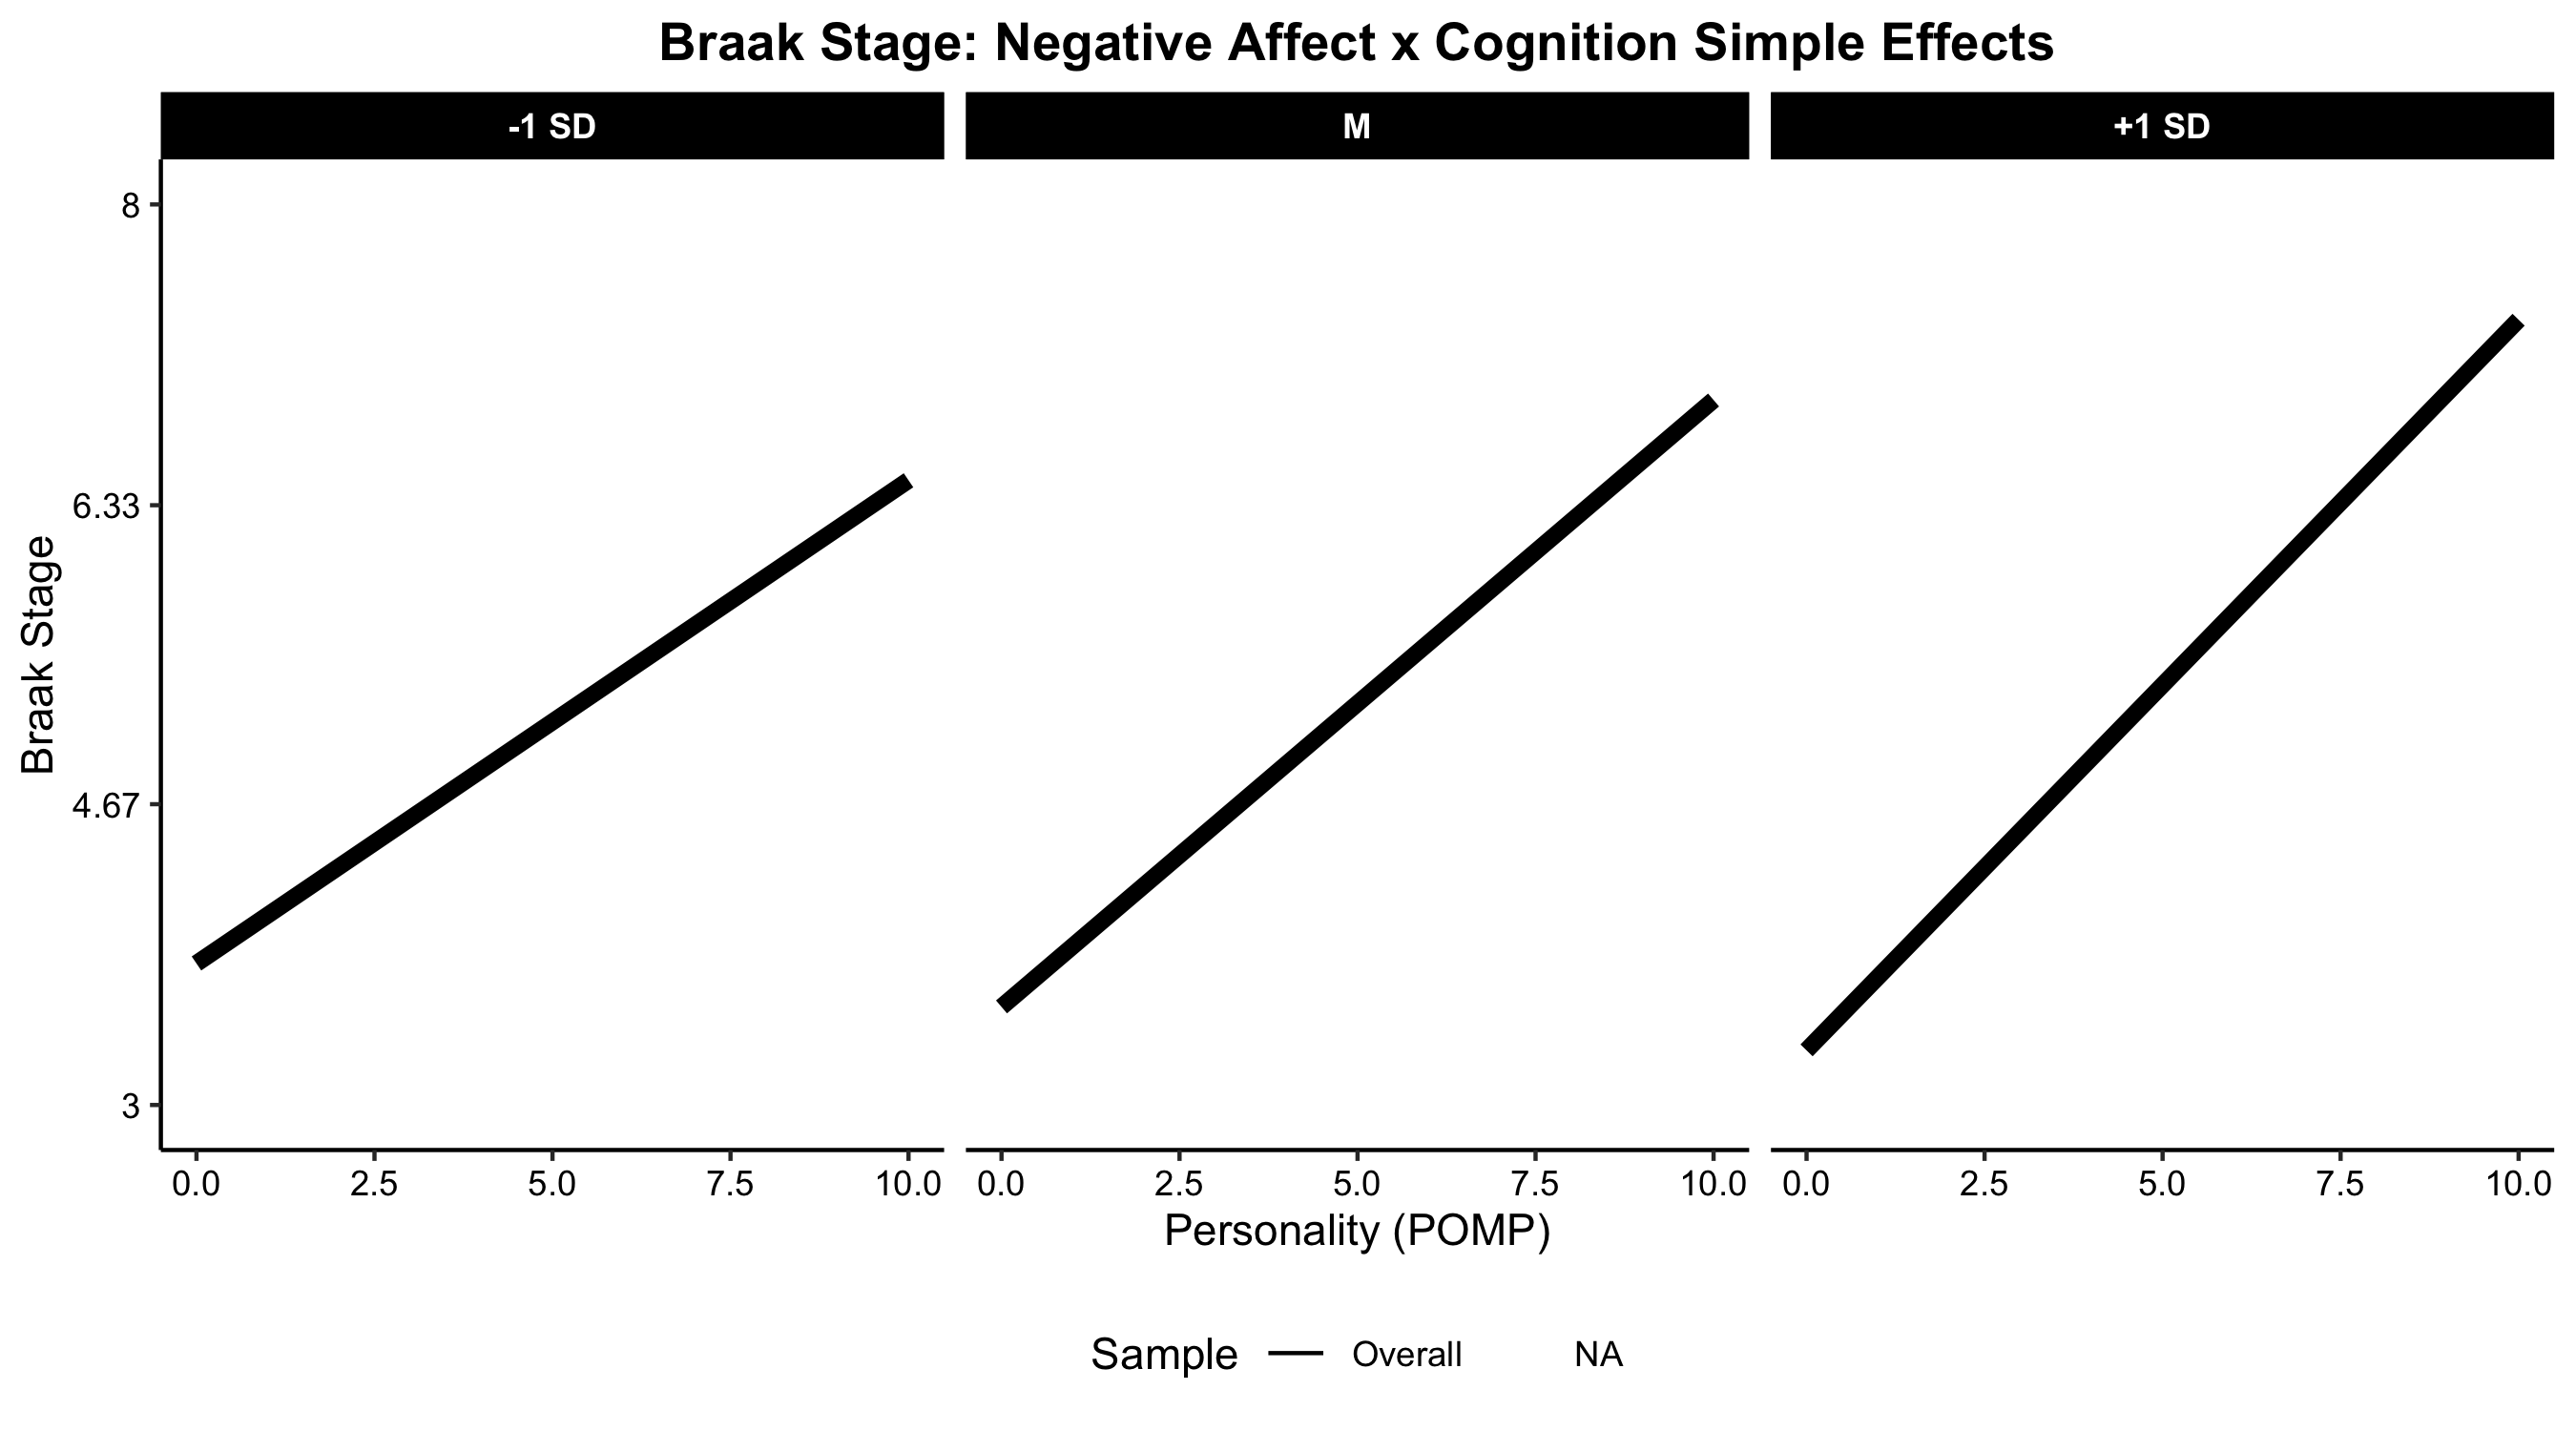 Braak Stage: Negative Affect x Cognition Simple Effects
-1 SD
M
+1 SD
Braak Stage
8
6.33
4.67
3
0.0 2.5 5.0 7.5 10.0
0.0 2.5 5.0 7.5 10.0
0.0 2.5 5.0 7.5 10.0
Personality (POMP)
Sample Overall NA